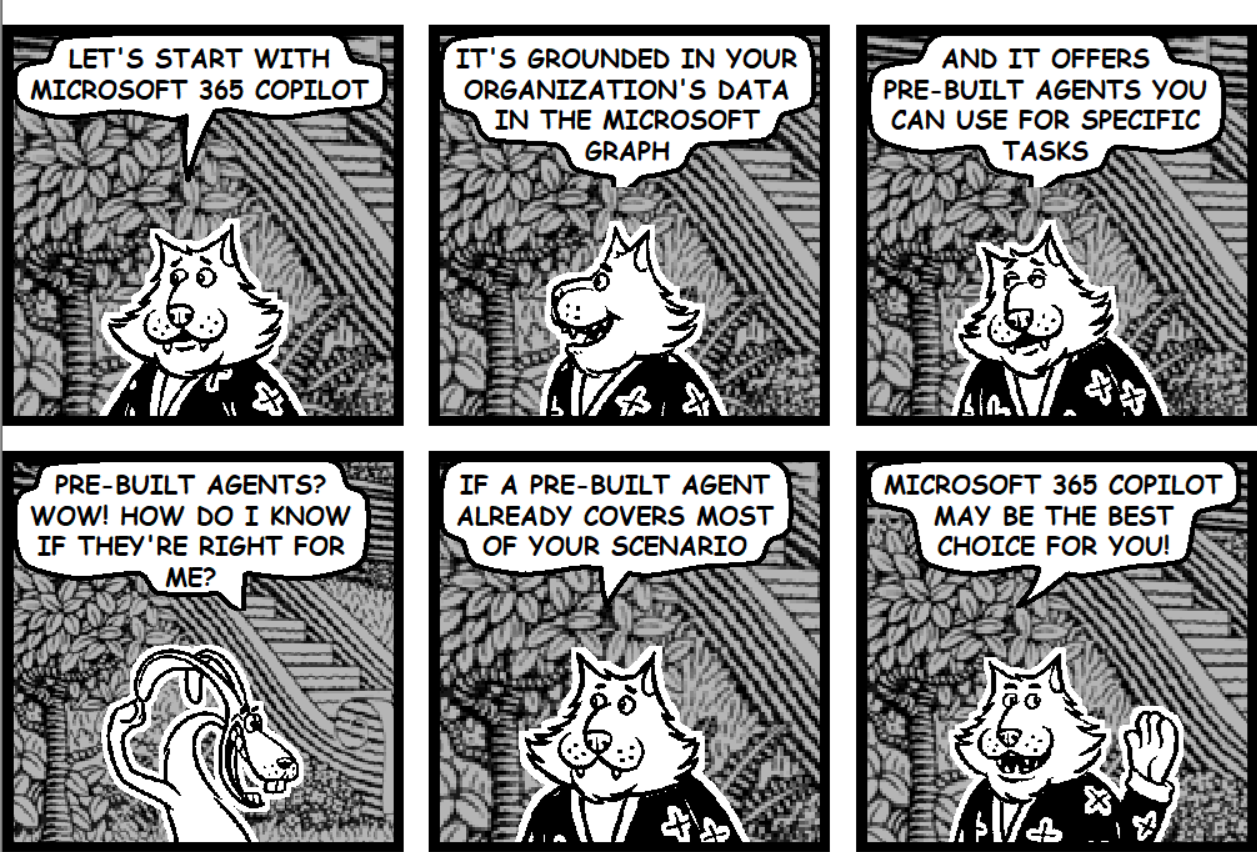 LET'S START WITH
MICROSOFT 365 COPILOT
IT'S GROUNDED IN YOUR
ORGANIZATION'S DATA
IN THE MICROSOFT
GRAPH
AND IT OFFERS
PRE-BUILT AGENTS YOU
CAN USE FOR SPECIFIC
TASKS
PRE-BUILT AGENTS?
WOW! HOW DO I KNOW
IF THEY'RE RIGHT FOR
ME?
IF A PRE-BUILT AGENT
ALREADY COVERS MOST
OF YOUR SCENARIO
MICROSOFT 365 COPILOT
MAY BE THE BEST
CHOICE FOR YOU!